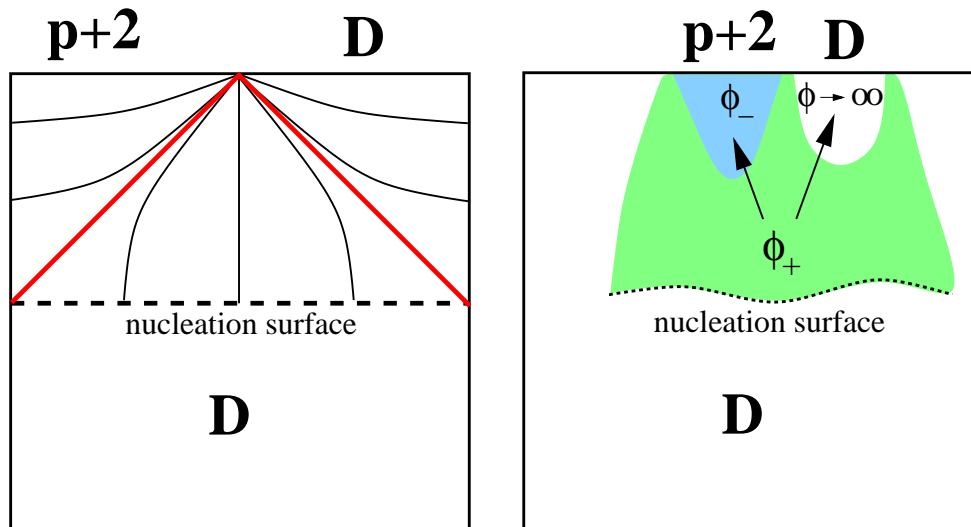 p+2 D
nucleation surface
D
p+2 D
ϕ_ ϕ→∞
ϕ+
nucleation surface
D